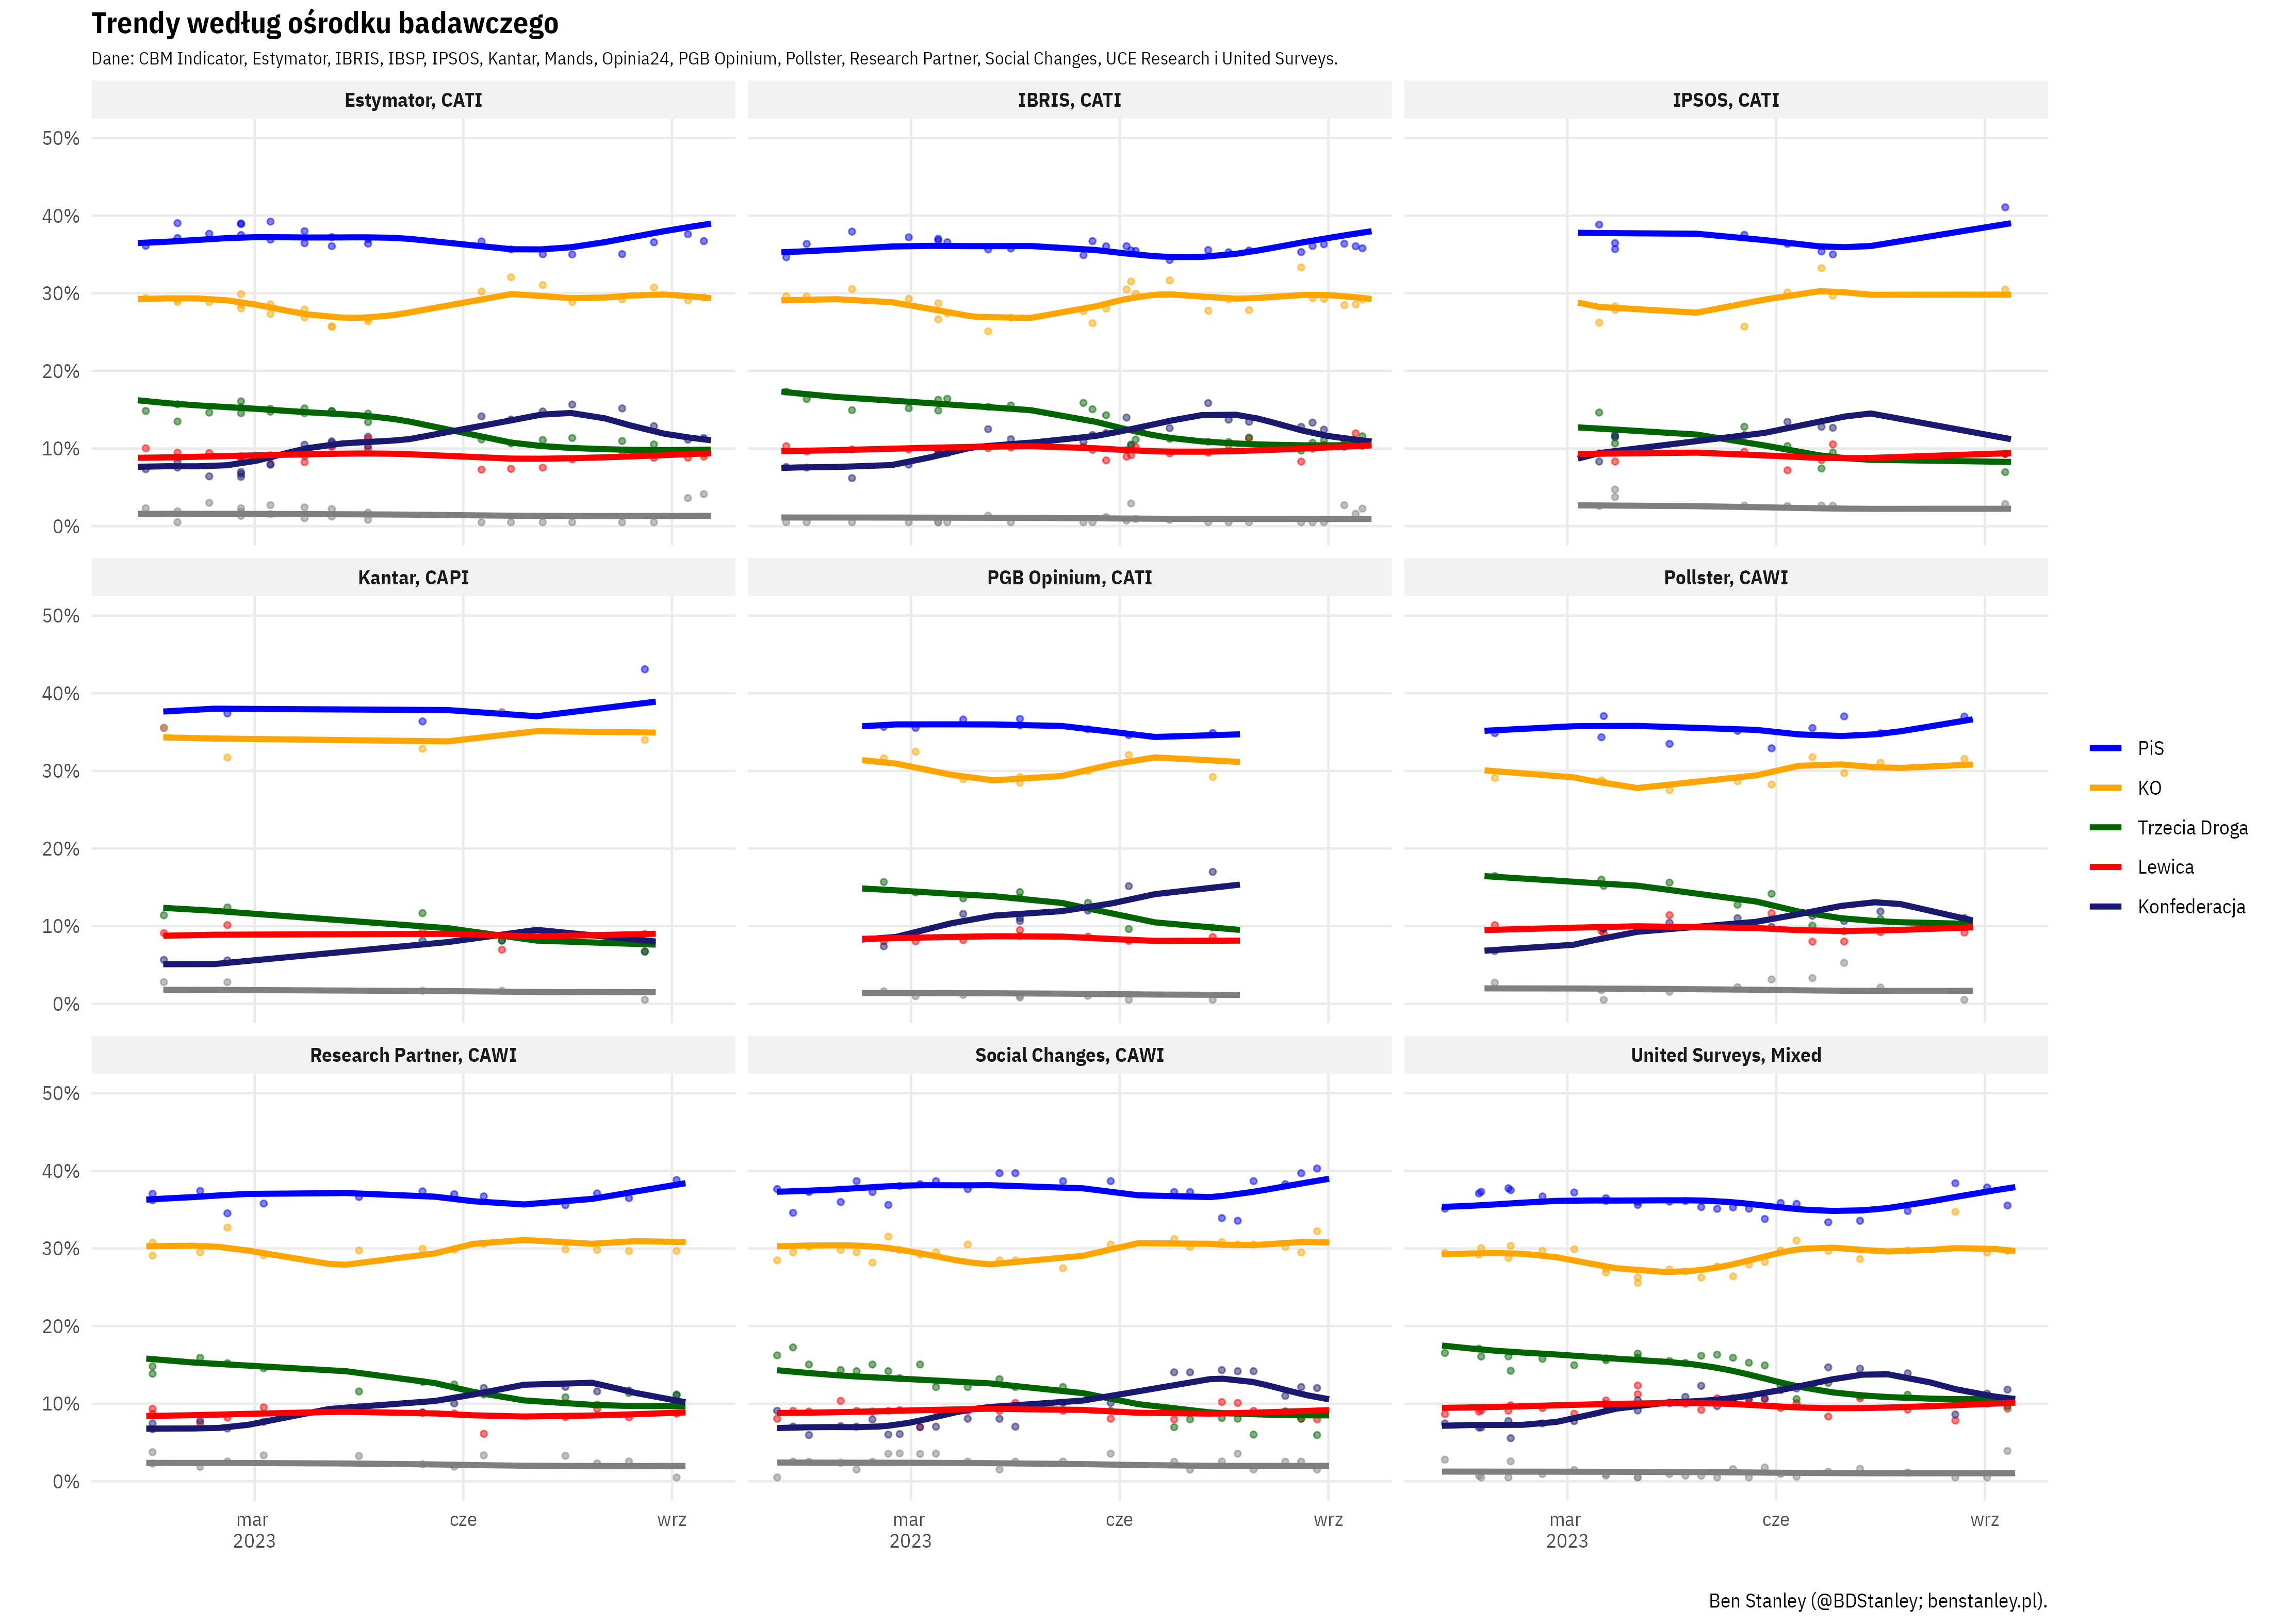 Trendy według ośrodku badawczego
Dane: CBM Indicator, Estymator, IBRIS, IBSP, IPSOS, Kantar, Mands, Opinia24, PGB Opinium, Pollster, Research Partner, Social Changes, UCE Research i United Surveys.
Estymator, CATI
IBRIS, CATI
IPSOS, CATI
50%
40%
30%
20%
10%
0%
Kantar, CAPI
PGB Opinium, CATI
Pollster, CAWI
50%
40%
30%
20%
10%
0%
PiS
KO
Trzecia Droga
Lewica
Konfederacja
Research Partner, CAWI
Social Changes, CAWI
United Surveys, Mixed
50%
40%
30%
20%
10%
0%
mar cze wrz mar cze wrz mar cze wrz
2023 2023 2023
Ben Stanley (@BDStanley; benstanley.pl).